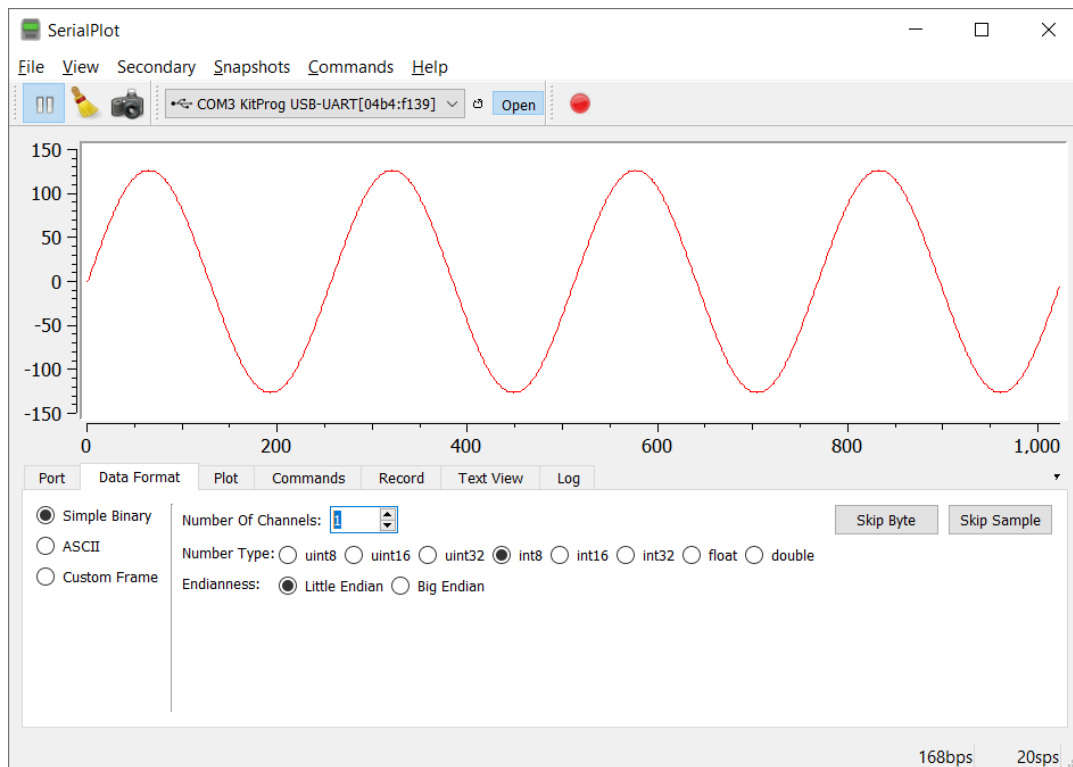 SerialPlot
File View Secondary Snapshots Commands Help
COM3 KitProg USB-UART[04b4:f139] Open
150
100
50
0
-50
-100
-150
0 200 400 600 800 1,000
Port Data Format Plot Commands Record Text View Log
Simple Binary Number Of Channels: 1 Skip Byte Skip Sample
ASCII Number Type: uint8 uint16 uint32 int8 int16 int32 float double
Custom Frame Endianness: Little Endian Big Endian
168bps 20sps